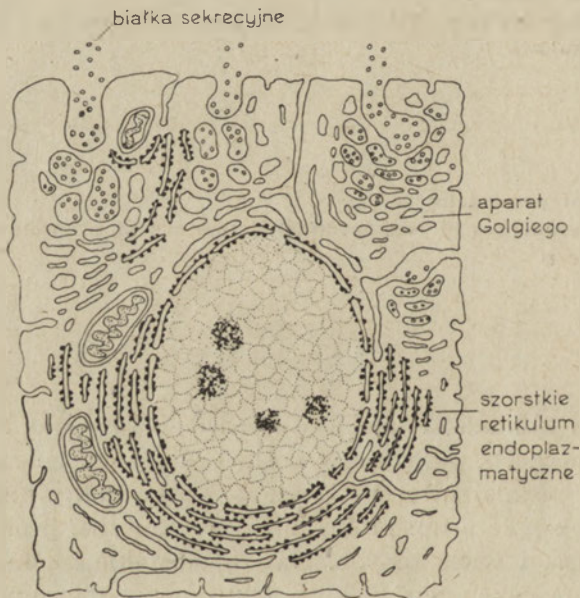 białka sekrecyjne
aparat
Golgiego
szorstkie
retikulum
endoplaz-
matyczne